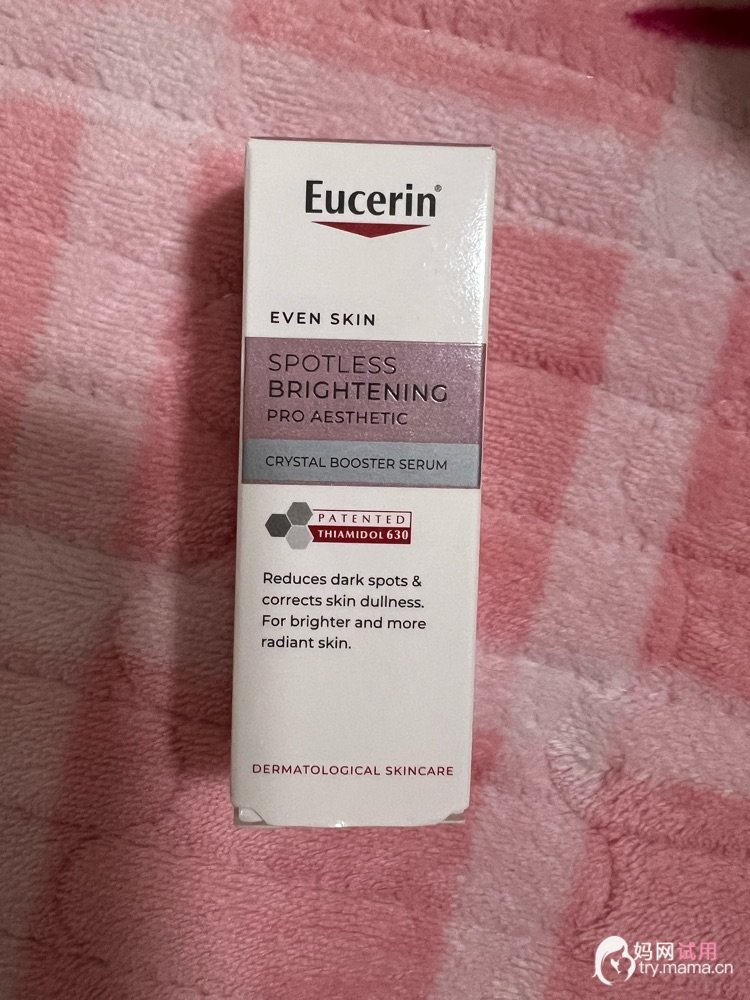 Eucerin®
EVEN SKIN
SPOTLESS
BRIGHTENING
PRO AESTHETIC
CRYSTAL BOOSTER SERUM
PATENTED
THIAMIDOL 630
Reduces dark spots &
corrects skin dullness.
For brighter and more
radiant skin.
DERMATOLOGICAL SKINCARE
妈网试用
try.mama.cn